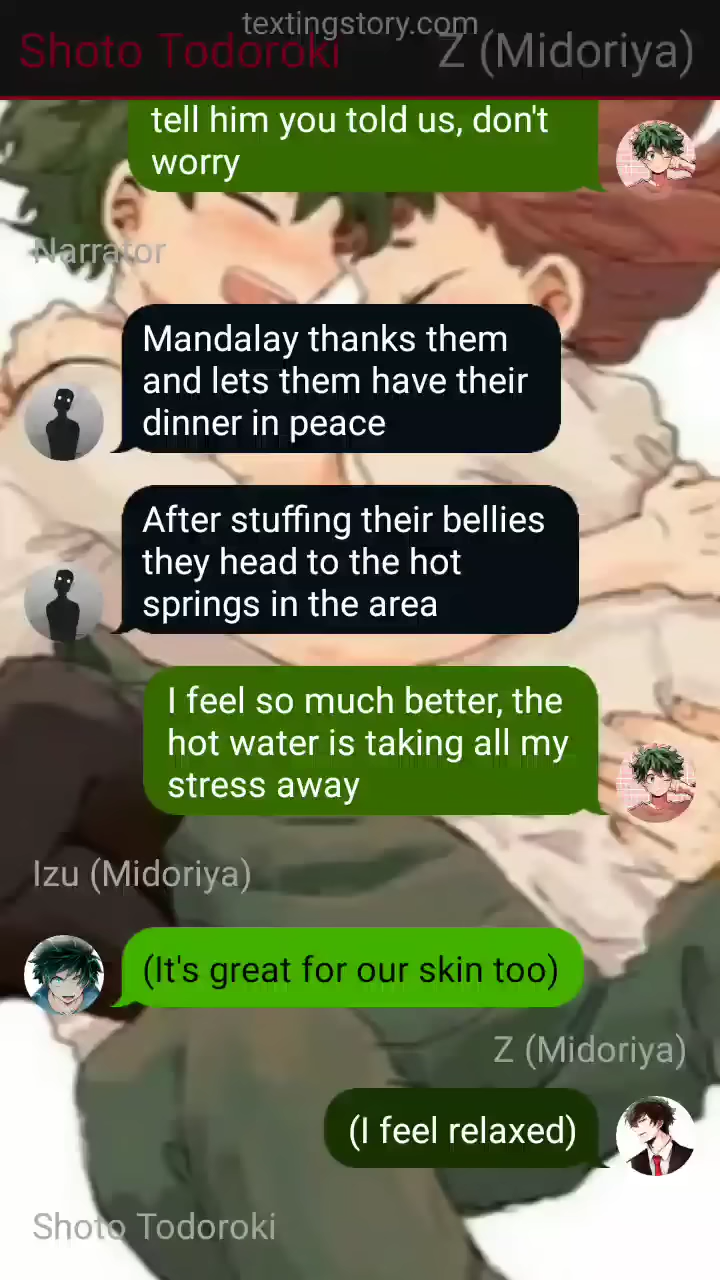 textingstory.com
Shoto Todoroki
Z (Midoriya)
tell him you told us, don't
worry
Narrator
Mandalay thanks them
and lets them have their
dinner in peace
After stuffing their bellies
they head to the hot
springs in the area
I feel so much better, the
hot water is taking all my
stress away
Izu (Midoriya)
(It's great for our skin too)
Z (Midoriya)
(I feel relaxed)
Shoto Todoroki